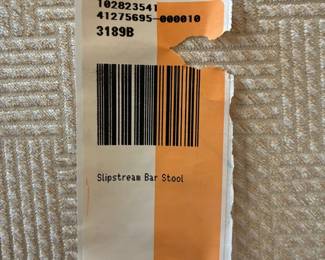 102823541
41275695-000010
3189B
Slipstream Bar Stool